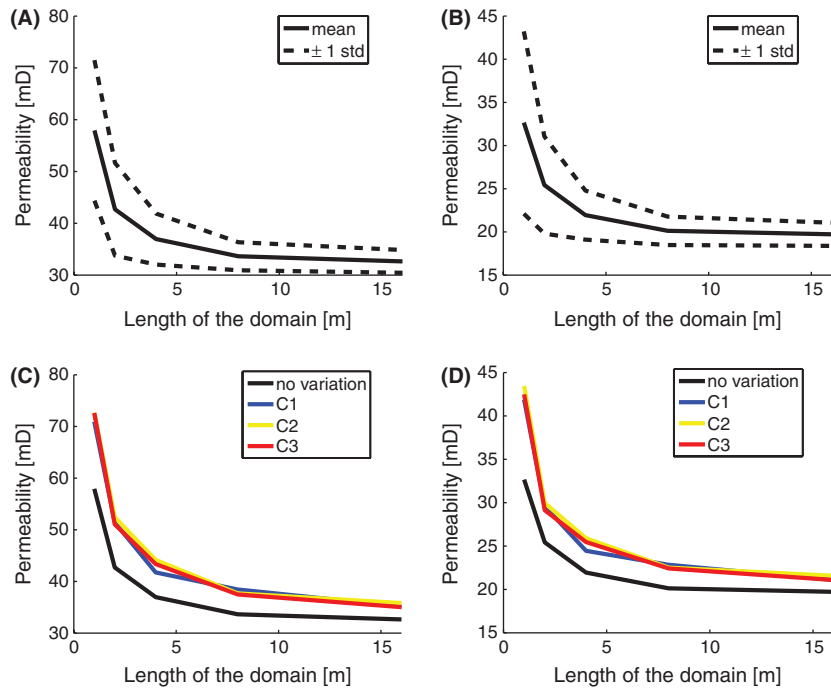 (A)
80
70
60
50
40
30
0
5
10
15
Permeability [mD]
Length of the domain [m]
mean
± 1 std
(B)
45
40
35
30
25
20
15
0
5
10
15
Permeability [mD]
Length of the domain [m]
mean
± 1 std
(C)
80
70
60
50
40
30
0
5
10
15
Permeability [mD]
Length of the domain [m]
no variation
C1
C2
C3
(D)
45
40
35
30
25
20
15
0
5
10
15
Permeability [mD]
Length of the domain [m]
no variation
C1
C2
C3